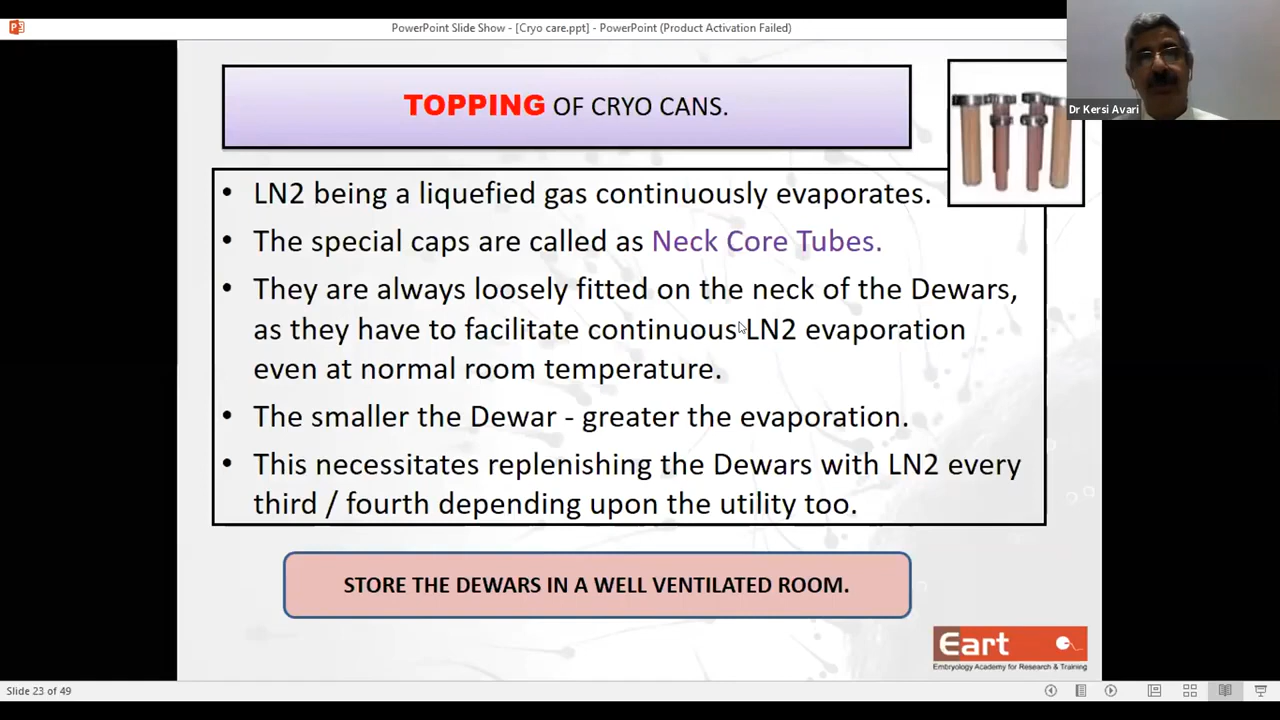 PowerPoint Slide Show - [Cryo care.ppt] - PowerPoint (Product Activation Failed)
Dr Kersi Avari
TOPPING OF CRYO CANS.
• LN2 being a liquefied gas continuously evaporates.
• The special caps are called as Neck Core Tubes.
• They are always loosely fitted on the neck of the Dewars,
as they have to facilitate continuous LN2 evaporation
even at normal room temperature.
• The smaller the Dewar - greater the evaporation.
• This necessitates replenishing the Dewars with LN2 every
third / fourth depending upon the utility too.
STORE THE DEWARS IN A WELL VENTILATED ROOM.
Eart
Embryology Academy for Research & Training
Slide 23 of 49